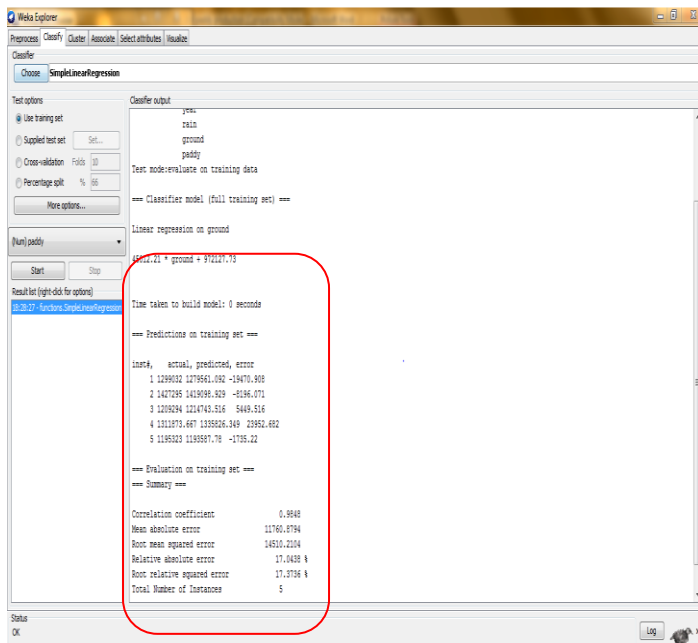 Weka Explorer
Preprocess Classify Cluster Associate Select attributes Visualize
Classifier
Choose SimpleLinearRegression
Test options
Use training set
Supplied test set Set...
Cross-validation Folds 10
Percentage split % 66
More options...
(Num) paddy
Start Stop
Result list (right-click for options)
18:28:27 - functions.SimpleLinearRegression
Classifier output
year
rain
ground
paddy
Test mode:evaluate on training data
=== Classifier model (full training set) ===
Linear regression on ground
* ground + 972127.73
Time taken to build model: 0 seconds
=== Predictions on training set ===
inst#, actual, predicted, error
1 1299032 1279561.092 -19470.908
2 1427295 1419098.929 -8196.071
3 1209294 1214743.516 5449.516
4 1311873.667 1335826.349 23952.682
5 1195323 1193587.78 -1735.22
=== Evaluation on training set ===
=== Summary ===
Correlation coefficient 0.9848
Mean absolute error 11760.8794
Root mean squared error 14510.2104
Relative absolute error 17.0438 %
Root relative squared error 17.3736 %
Total Number of Instances 5
Status
OK
Log